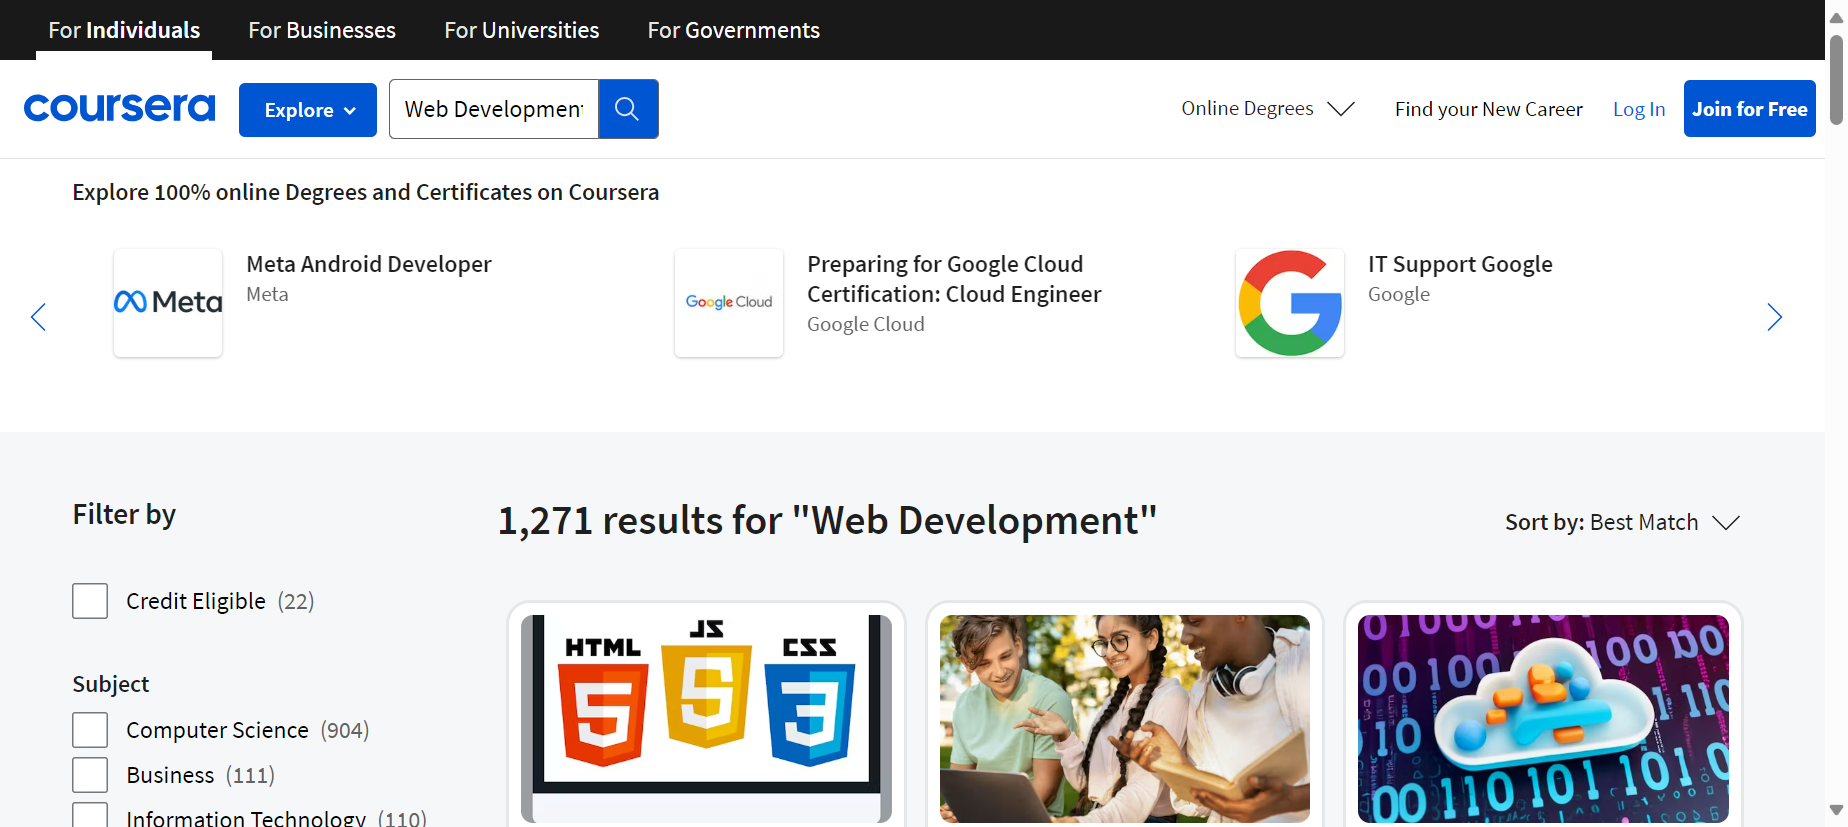 For Individuals
For Businesses
For Universities
For Governments
coursera
Explore
Web Development
Online Degrees
Find your New Career
Log In
Join for Free
Explore 100% online Degrees and Certificates on Coursera
Meta
Meta Android Developer
Meta
Google Cloud
Preparing for Google Cloud
Certification: Cloud Engineer
Google Cloud
IT Support Google
Google
Filter by
1,271 results for "Web Development"
Sort by: Best Match
Credit Eligible (22)
Subject
Computer Science (904)
Business (111)
Information Technology (110)
HTML
JS
CSS